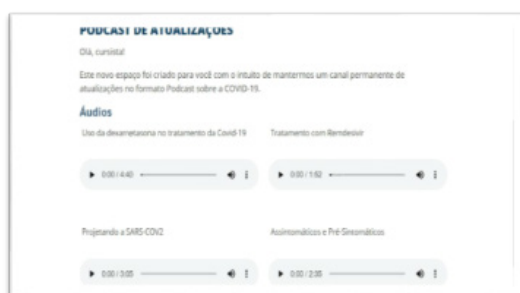 PODCAST DE ATUALIZAÇÕES
Olá, cursista!
Este novo espaço foi criado para você com o intuito de mantermos um canal permanente de
atualizações no formato Podcast sobre a COVID-19.
Áudios
Uso da dexametasona no tratamento da Covid-19
Tratamento com Remdesivir
0:00 / 4:40
0:00 / 1:52
Projetando a SARS-COV2
Assintomáticos e Pré-Sintomáticos
0:00 / 3:05
0:00 / 2:35